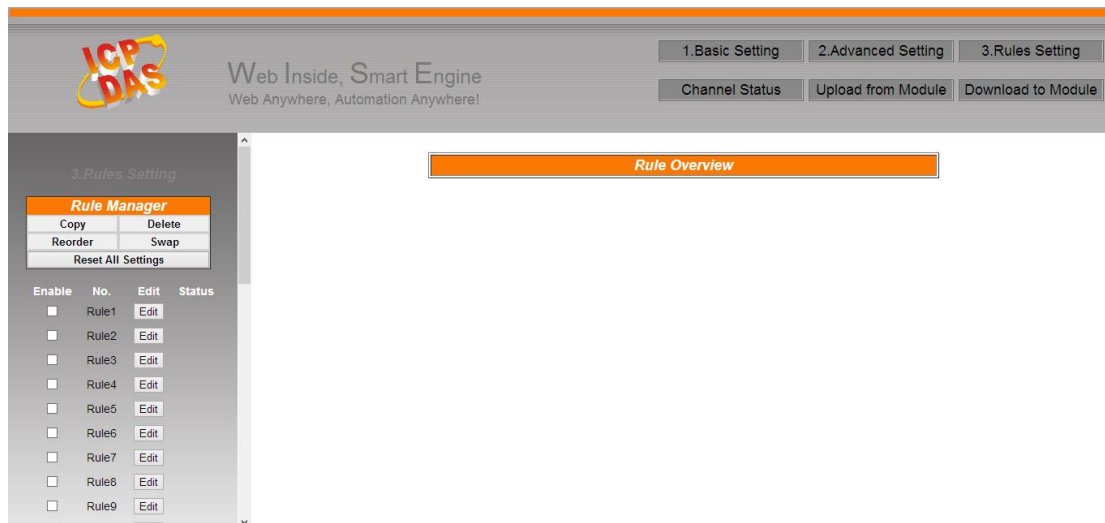 ICP
DAS
Web Inside, Smart Engine
Web Anywhere, Automation Anywhere!
1.Basic Setting
2.Advanced Setting
3.Rules Setting
Channel Status
Upload from Module
Download to Module
3.Rules Setting
Rule Manager
Copy Delete
Reorder Swap
Reset All Settings
Enable No. Edit Status
Rule1 Edit
Rule2 Edit
Rule3 Edit
Rule4 Edit
Rule5 Edit
Rule6 Edit
Rule7 Edit
Rule8 Edit
Rule9 Edit
Rule Overview